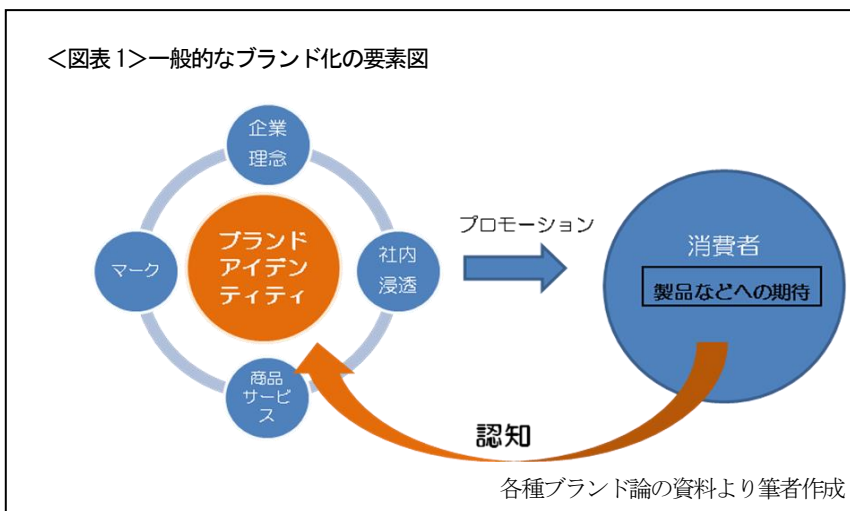 ＜図表1＞一般的なブランド化の要素図
企業
理念
ブランド
アイデン
ティティ
マーク
社内
浸透
商品
サービ
ス
プロモーション
消費者
製品などへの期待
認知
各種ブランド論の資料より筆者作成